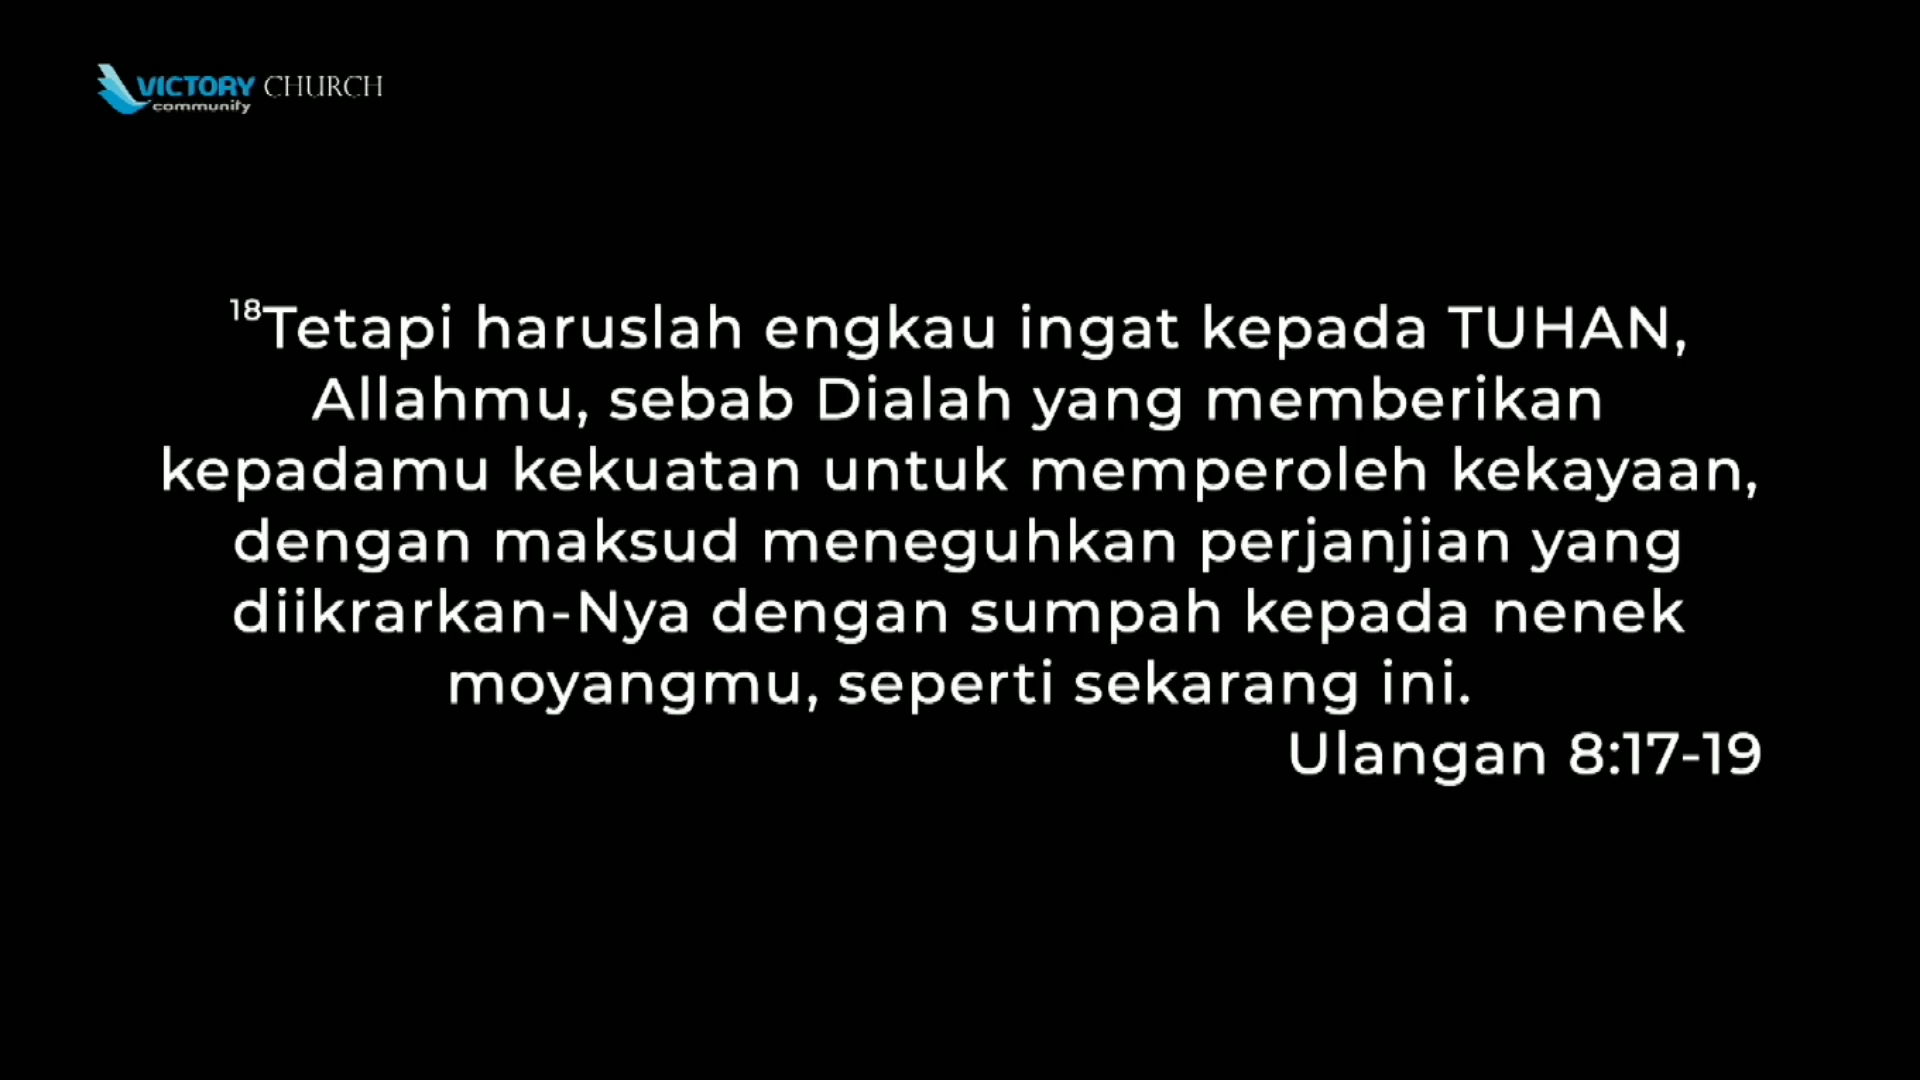 VICTORY CHURCH
community
18Tetapi haruslah engkau ingat kepada TUHAN,
Allahmu, sebab Dialah yang memberikan
kepadamu kekuatan untuk memperoleh kekayaan,
dengan maksud meneguhkan perjanjian yang
diikrarkan-Nya dengan sumpah kepada nenek
moyangmu, seperti sekarang ini.
Ulangan 8:17-19